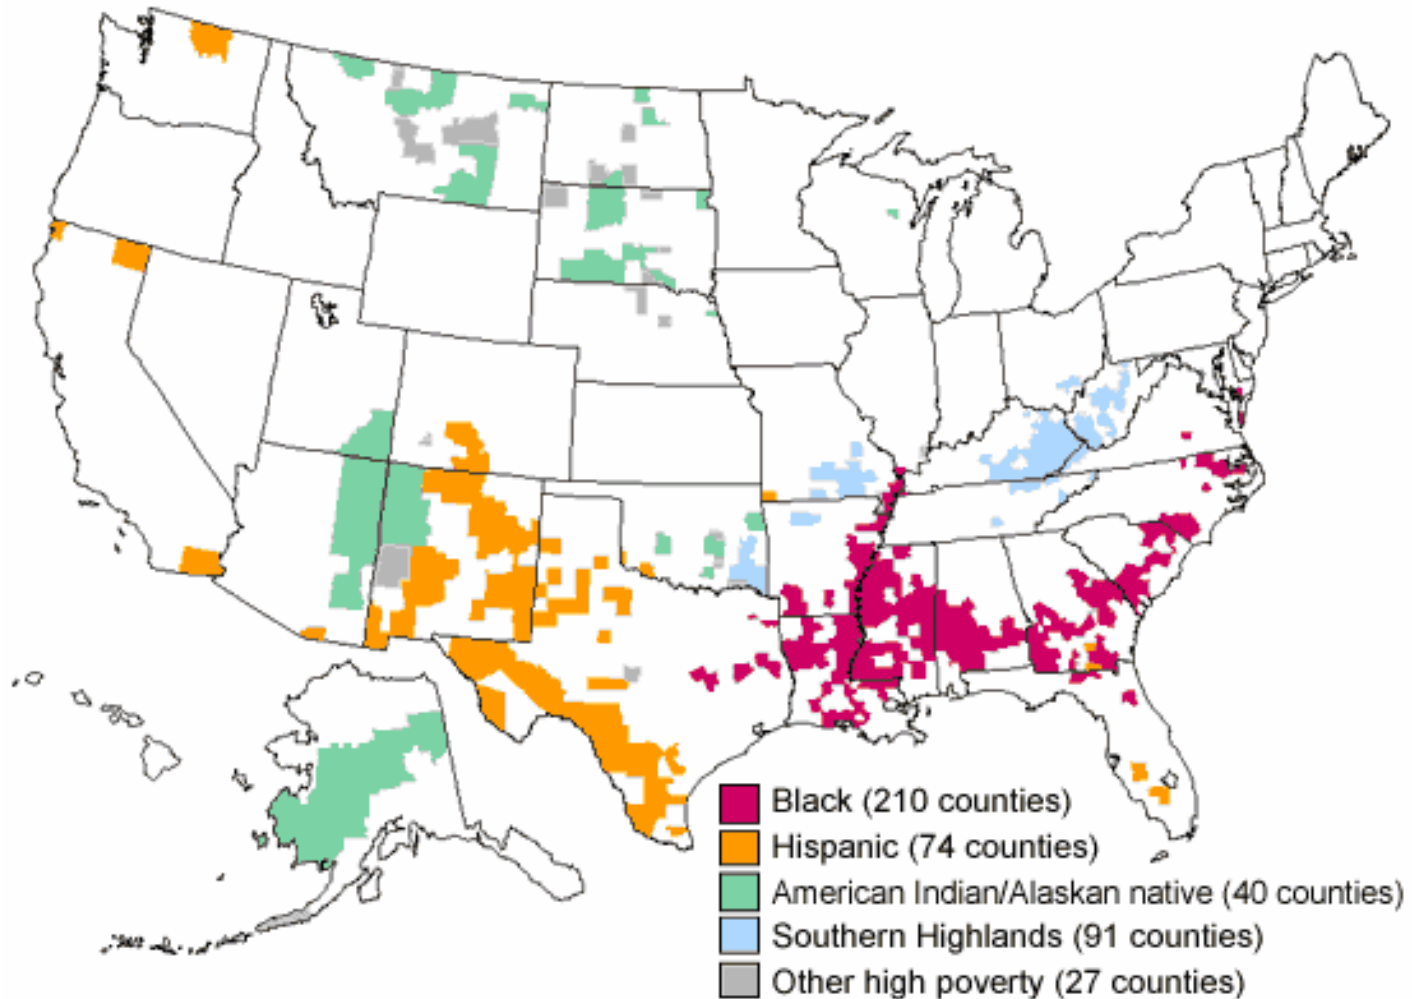 Black (210 counties)
Hispanic (74 counties)
American Indian/Alaskan native (40 counties)
Southern Highlands (91 counties)
Other high poverty (27 counties)